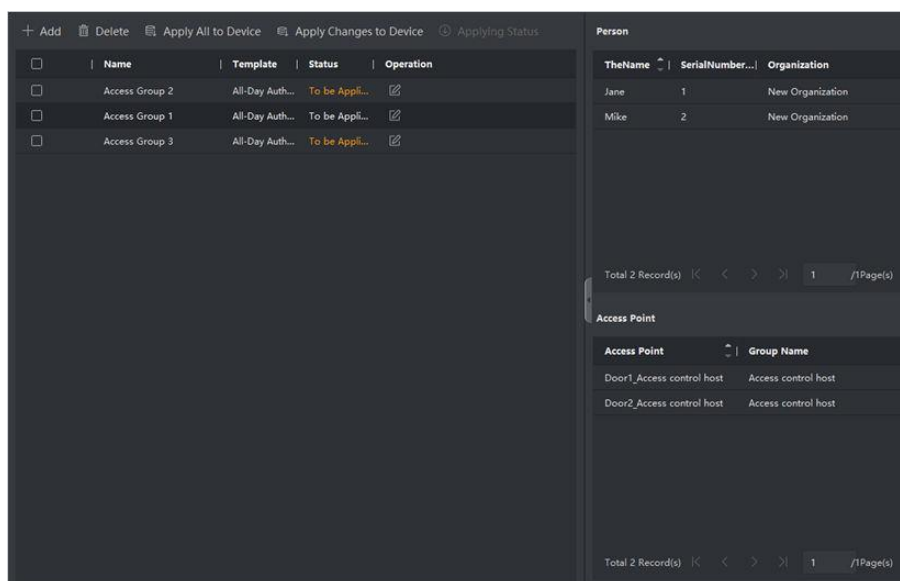 Add Delete Apply All to Device Apply Changes to Device Applying Status
Name Template Status Operation
Access Group 2 All-Day Auth... To be Appli...
Access Group 1 All-Day Auth... To be Appli...
Access Group 3 All-Day Auth... To be Appli...
Person
TheName SerialNumber... Organization
Jane 1 New Organization
Mike 2 New Organization
Total 2 Record(s) 1 /1Page(s)
Access Point
Access Point Group Name
Door1_Access control host Access control host
Door2_Access control host Access control host
Total 2 Record(s) 1 /1Page(s)